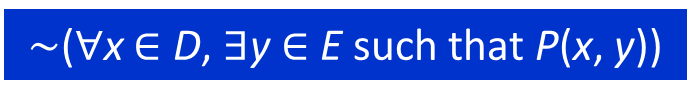 ~(∀x ∈ D, ∃y ∈ E such that P(x, y))